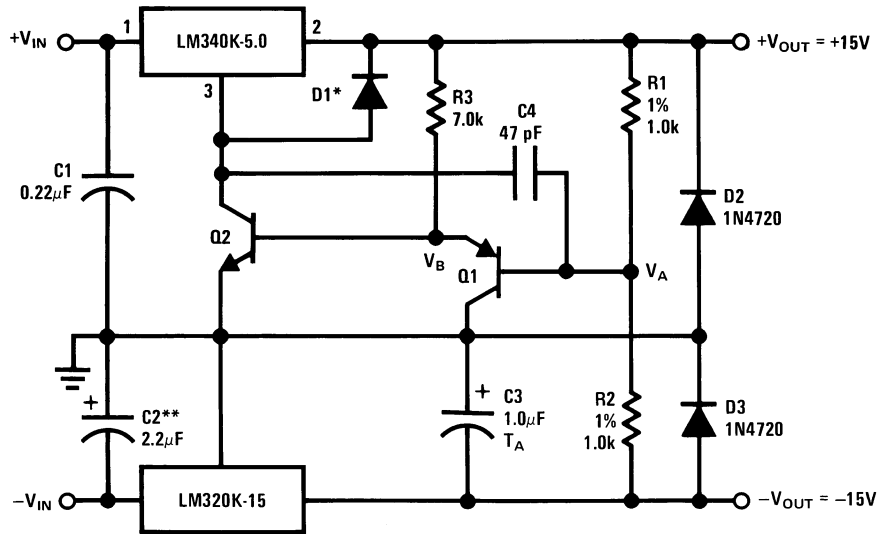 1
LM340K-5.0
2
+VIN
+VOUT = +15V
3
D1*
R3
7.0k
C4
47 pF
R1
1%
1.0k
C1
0.22μF
D2
1N4720
Q2
VB
Q1
VA
C2**
2.2μF
+
+
C3
1.0μF
TA
R2
1%
1.0k
D3
1N4720
−VIN
LM320K-15
−VOUT = −15V